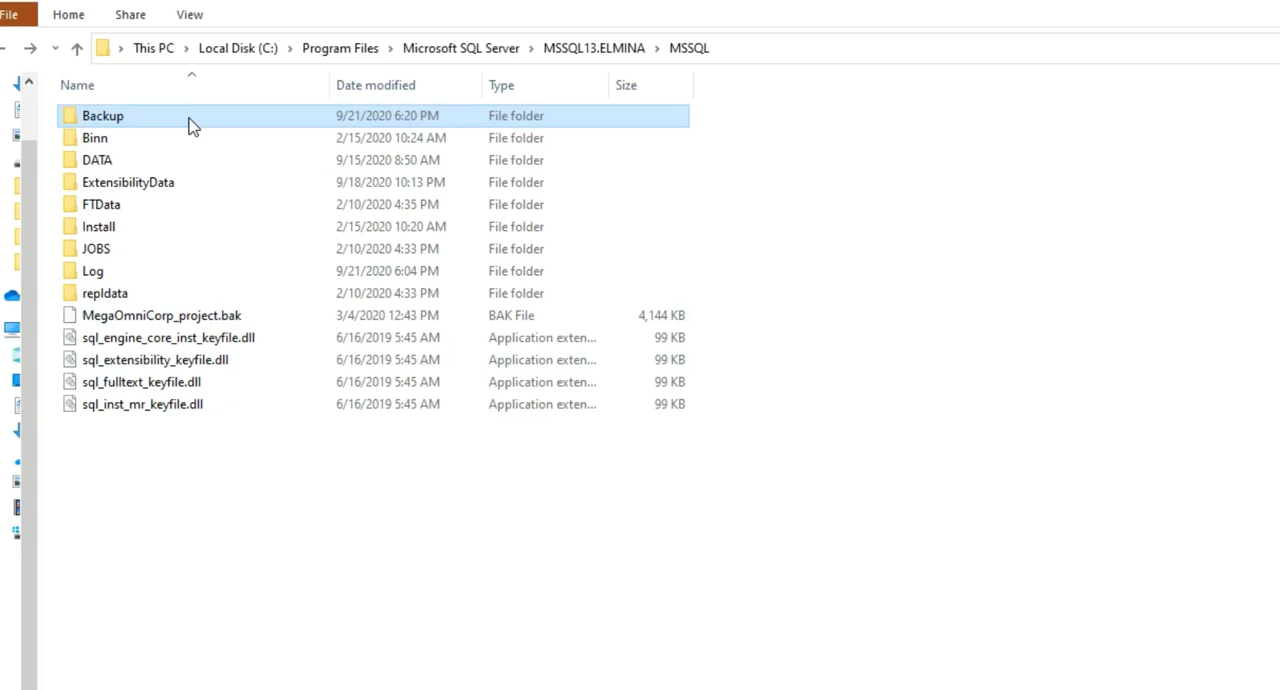 File Home Share View
This PC > Local Disk (C:) > Program Files > Microsoft SQL Server > MSSQL13.ELMINA > MSSQL
Name Date modified Type Size
Backup 9/21/2020 6:20 PM File folder
Binn 2/15/2020 10:24 AM File folder
DATA 9/15/2020 8:50 AM File folder
ExtensibilityData 9/18/2020 10:13 PM File folder
FTData 2/10/2020 4:35 PM File folder
Install 2/15/2020 10:20 AM File folder
JOBS 2/10/2020 4:33 PM File folder
Log 9/21/2020 6:04 PM File folder
repldata 2/10/2020 4:33 PM File folder
MegaOmniCorp_project.bak 3/4/2020 12:43 PM BAK File 4,144 KB
sql_engine_core_inst_keyfile.dll 6/16/2019 5:45 AM Application exten... 99 KB
sql_extensibility_keyfile.dll 6/16/2019 5:45 AM Application exten... 99 KB
sql_fulltext_keyfile.dll 6/16/2019 5:45 AM Application exten... 99 KB
sql_inst_mr_keyfile.dll 6/16/2019 5:45 AM Application exten... 99 KB